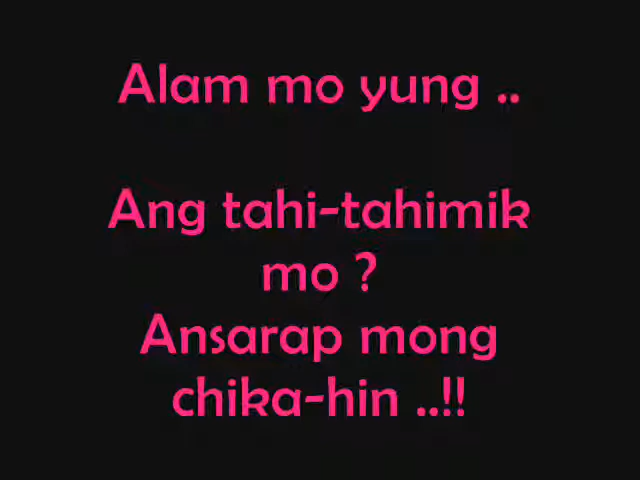 Alam mo yung ..
Ang tahi-tahimik
mo ?
Ansarap mong
chika-hin ..!!